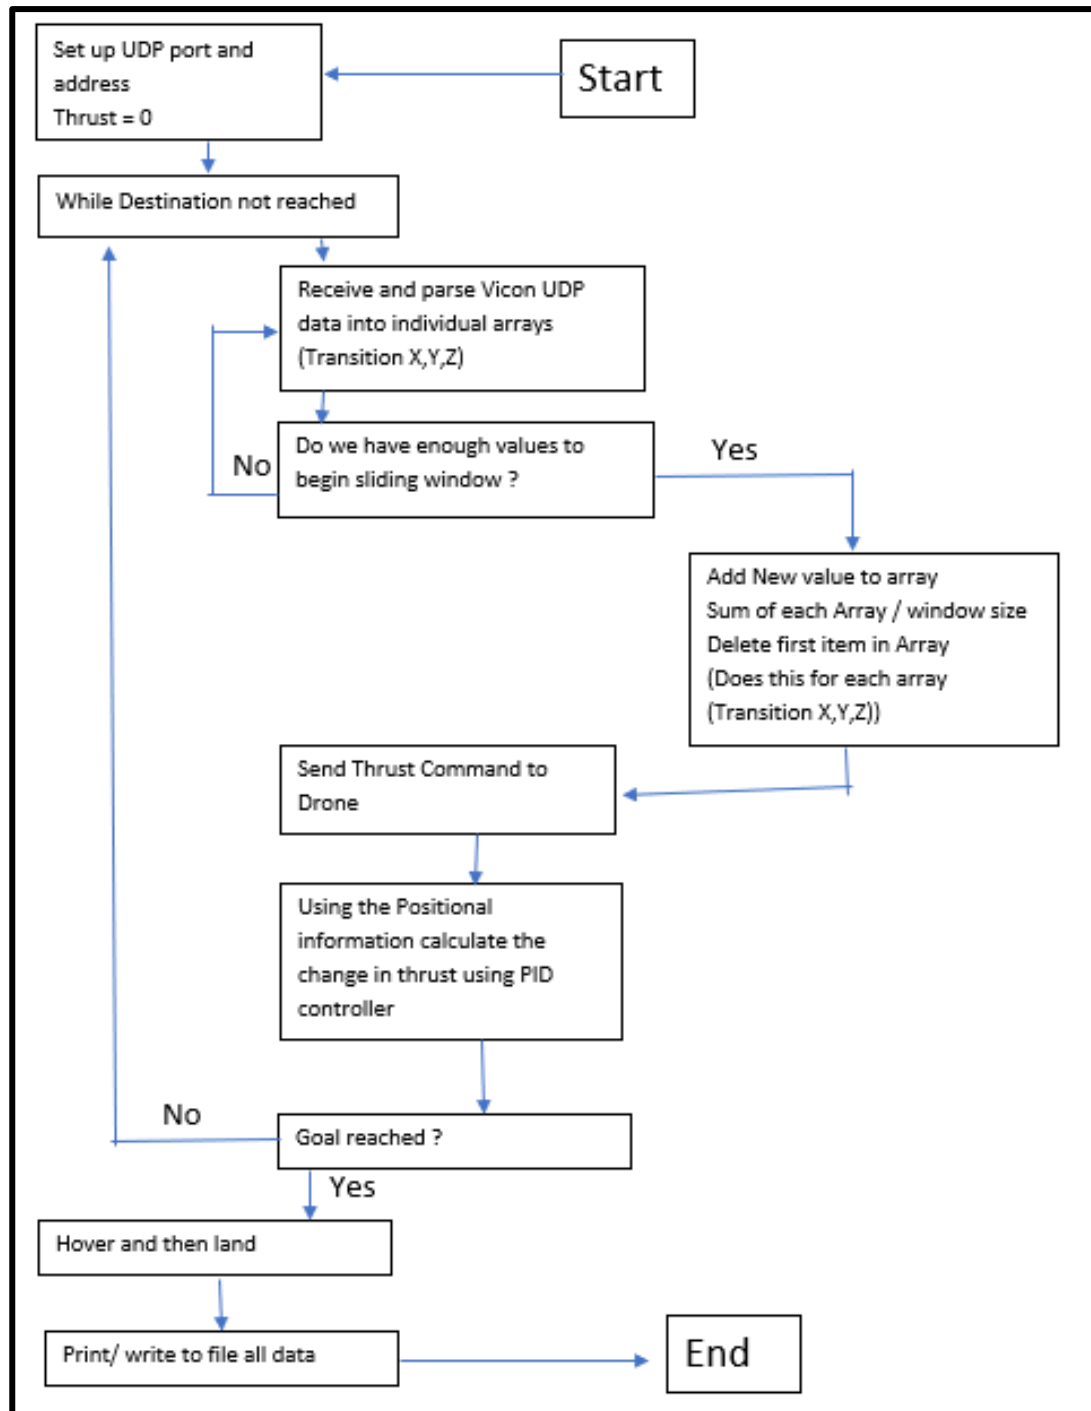 Start
Set up UDP port and
address
Thrust = 0
While Destination not reached
Receive and parse Vicon UDP
data into individual arrays
(Transition X,Y,Z)
Do we have enough values to
begin sliding window ?
No
Yes
Add New value to array
Sum of each Array / window size
Delete first item in Array
(Does this for each array
(Transition X,Y,Z))
Send Thrust Command to
Drone
Using the Positional
information calculate the
change in thrust using PID
controller
Goal reached ?
No
Yes
Hover and then land
Print/ write to file all data
End